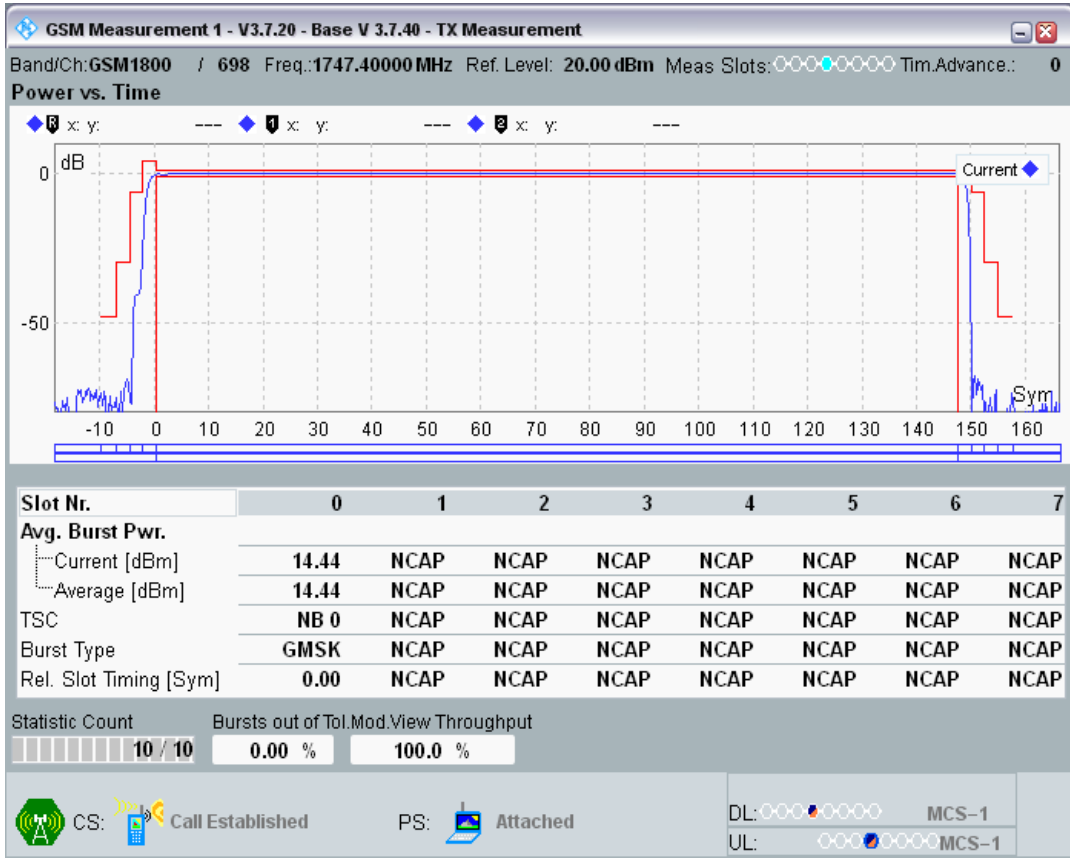 GSM Measurement 1 - V3.7.20 - Base V 3.7.40 - TX Measurement
Band/Ch:GSM1800 / 698 Freq.:1747.40000 MHz Ref. Level: 20.00 dBm Meas Slots: Tim.Advance.: 0
Power vs. Time
R x: y: --- 1 x: y: --- 2 x: y: ---
dB
0
Current
-50
Sym
-10 0 10 20 30 40 50 60 70 80 90 100 110 120 130 140 150 160
Slot Nr. 0 1 2 3 4 5 6 7
Avg. Burst Pwr.
Current [dBm] 14.44 NCAP NCAP NCAP NCAP NCAP NCAP NCAP
Average [dBm] 14.44 NCAP NCAP NCAP NCAP NCAP NCAP NCAP
TSC NB 0 NCAP NCAP NCAP NCAP NCAP NCAP NCAP
Burst Type GMSK NCAP NCAP NCAP NCAP NCAP NCAP NCAP
Rel. Slot Timing [Sym] 0.00 NCAP NCAP NCAP NCAP NCAP NCAP NCAP
Statistic Count Bursts out of Tol. Mod.View Throughput
10 / 10 0.00 % 100.0 %
CS: Call Established PS: Attached
DL: MCS-1
UL: MCS-1